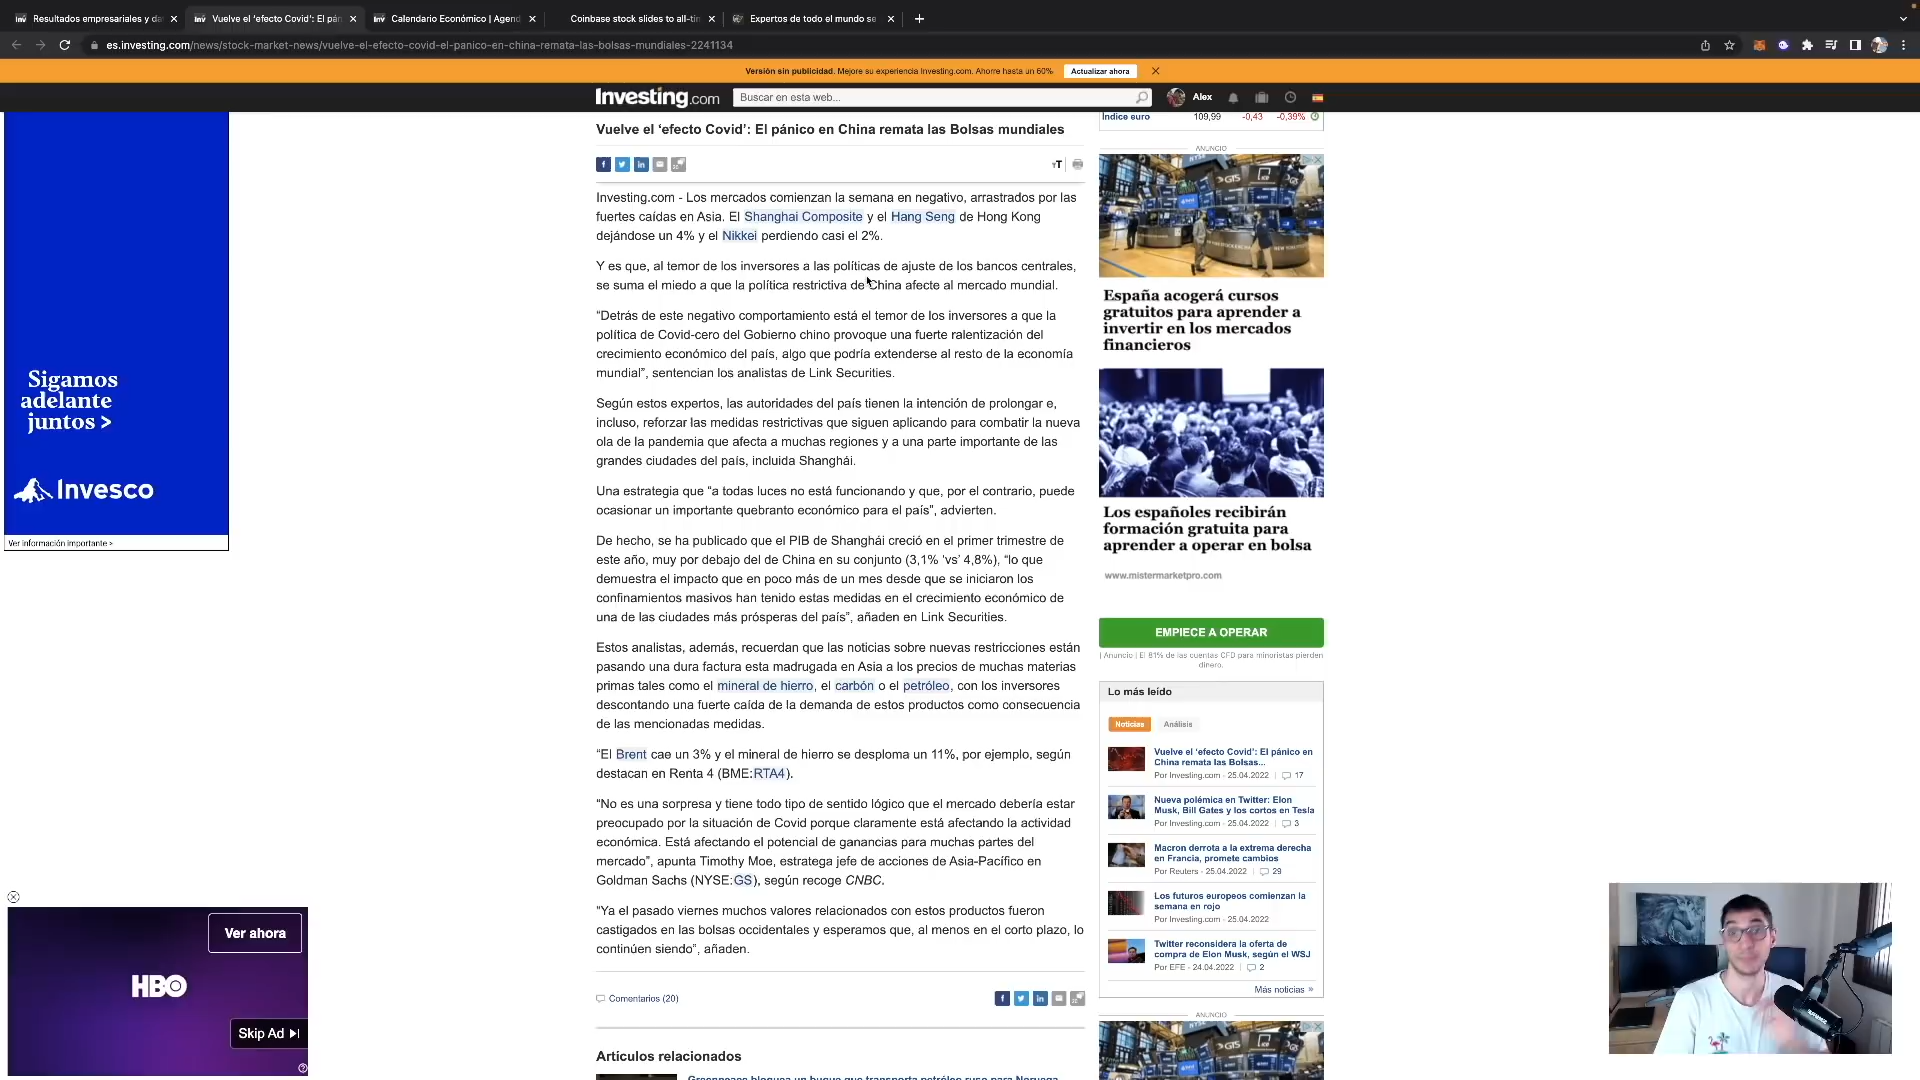 Resultados empresariales y da
Vuelve el 'efecto Covid': El pán
Calendario Económico | Agend
Coinbase stock slides to all-tim
Expertos de todo el mundo se
es.investing.com/news/stock-market-news/vuelve-el-efecto-covid-el-panico-en-china-remata-las-bolsas-mundiales-2241134
Versión sin publicidad. Mejore su experiencia Investing.com. Ahorre hasta un 60%
Actualizar ahora
Investing.com
Buscar en esta web...
Alex
Sigamos
adelante
juntos >
Invesco
Ver información importante >
Ver ahora
HBO
Skip Ad
Vuelve el ‘efecto Covid’: El pánico en China remata las Bolsas mundiales
Investing.com - Los mercados comienzan la semana en negativo, arrastrados por las
fuertes caídas en Asia. El Shanghai Composite y el Hang Seng de Hong Kong
dejándose un 4% y el Nikkei perdiendo casi el 2%.
Y es que, al temor de los inversores a las políticas de ajuste de los bancos centrales,
se suma el miedo a que la política restrictiva de China afecte al mercado mundial.
“Detrás de este negativo comportamiento está el temor de los inversores a que la
política de Covid-cero del Gobierno chino provoque una fuerte ralentización del
crecimiento económico del país, algo que podría extenderse al resto de la economía
mundial”, sentencian los analistas de Link Securities.
Según estos expertos, las autoridades del país tienen la intención de prolongar e,
incluso, reforzar las medidas restrictivas que siguen aplicando para combatir la nueva
ola de la pandemia que afecta a muchas regiones y a una parte importante de las
grandes ciudades del país, incluida Shanghái.
Una estrategia que “a todas luces no está funcionando y que, por el contrario, puede
ocasionar un importante quebranto económico para el país”, advierten.
De hecho, se ha publicado que el PIB de Shanghái creció en el primer trimestre de
este año, muy por debajo del de China en su conjunto (3,1% ‘vs’ 4,8%), “lo que
demuestra el impacto que en poco más de un mes desde que se iniciaron los
confinamientos masivos han tenido estas medidas en el crecimiento económico de
una de las ciudades más prósperas del país”, añaden en Link Securities.
Estos analistas, además, recuerdan que las noticias sobre nuevas restricciones están
pasando una dura factura esta madrugada en Asia a los precios de muchas materias
primas tales como el mineral de hierro, el carbón o el petróleo, con los inversores
descontando una fuerte caída de la demanda de estos productos como consecuencia
de las mencionadas medidas.
“El Brent cae un 3% y el mineral de hierro se desploma un 11%, por ejemplo, según
destacan en Renta 4 (BME:RTA4).
“No es una sorpresa y tiene todo tipo de sentido lógico que el mercado debería estar
preocupado por la situación de Covid porque claramente está afectando la actividad
económica. Está afectando el potencial de ganancias para muchas partes del
mercado”, apunta Timothy Moe, estratega jefe de acciones de Asia-Pacífico en
Goldman Sachs (NYSE:GS), según recoge CNBC.
“Ya el pasado viernes muchos valores relacionados con estos productos fueron
castigados en las bolsas occidentales y esperamos que, al menos en el corto plazo, lo
continúen siendo”, añaden.
Comentarios (20)
Artículos relacionados
Greenpeace bloquea un buque que transporta petróleo ruso para Noruega
Índice euro 109,99 -0,43 -0,39%
ANUNCIO
España acogerá cursos
gratuitos para aprender a
invertir en los mercados
financieros
Los españoles recibirán
formación gratuita para
aprender a operar en bolsa
www.mistermarketpro.com
EMPIECE A OPERAR
| Anuncio | El 81% de las cuentas CFD para minoristas pierden
dinero.
Lo más leído
Noticias Análisis
Vuelve el ‘efecto Covid’: El pánico en
China remata las Bolsas...
Por Investing.com - 25.04.2022 | 17
Nueva polémica en Twitter: Elon
Musk, Bill Gates y los cortos en Tesla
Por Investing.com - 25.04.2022 | 3
Macron derrota a la extrema derecha
en Francia, promete cambios
Por Reuters - 25.04.2022 | 29
Los futuros europeos comienzan la
semana en rojo
Por Investing.com - 25.04.2022
Twitter reconsidera la oferta de
compra de Elon Musk, según el WSJ
Por EFE - 24.04.2022 | 2
Más noticias »
ANUNCIO